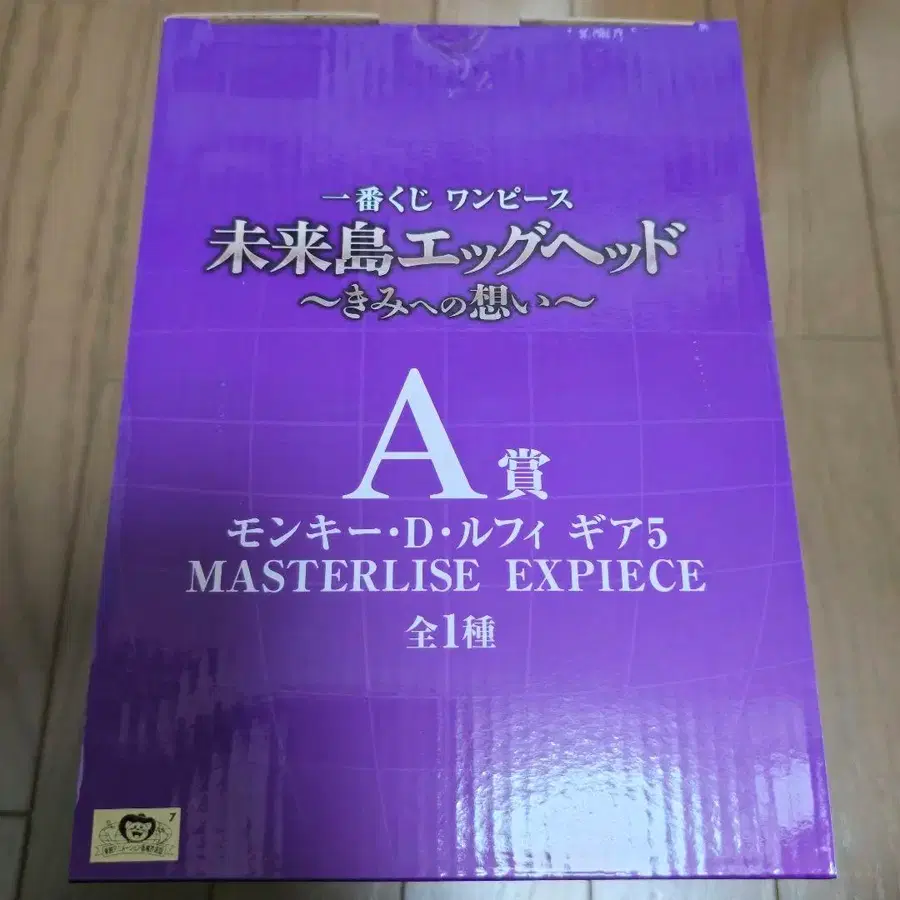 一番くじ ワンピース
未来島エッグヘッド
～きみへの想い～
A賞
モンキー・D・ルフィ ギア5
MASTERLISE EXPIECE
全1種
7